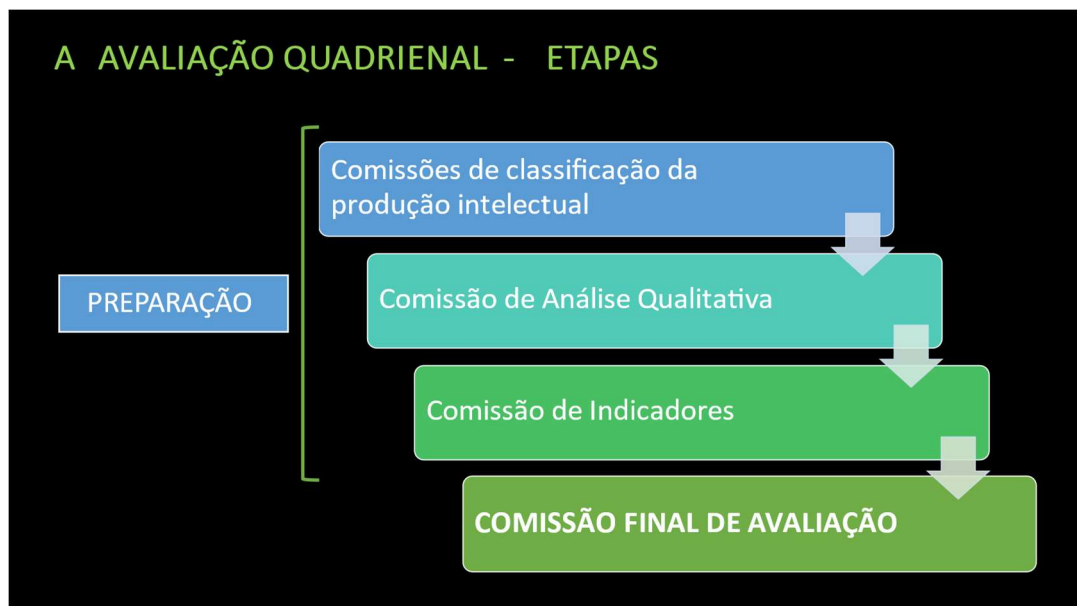 A AVALIAÇÃO QUADRIENAL - ETAPAS
Comissões de classificação da
produção intelectual
PREPARAÇÃO
Comissão de Análise Qualitativa
Comissão de Indicadores
COMISSÃO FINAL DE AVALIAÇÃO